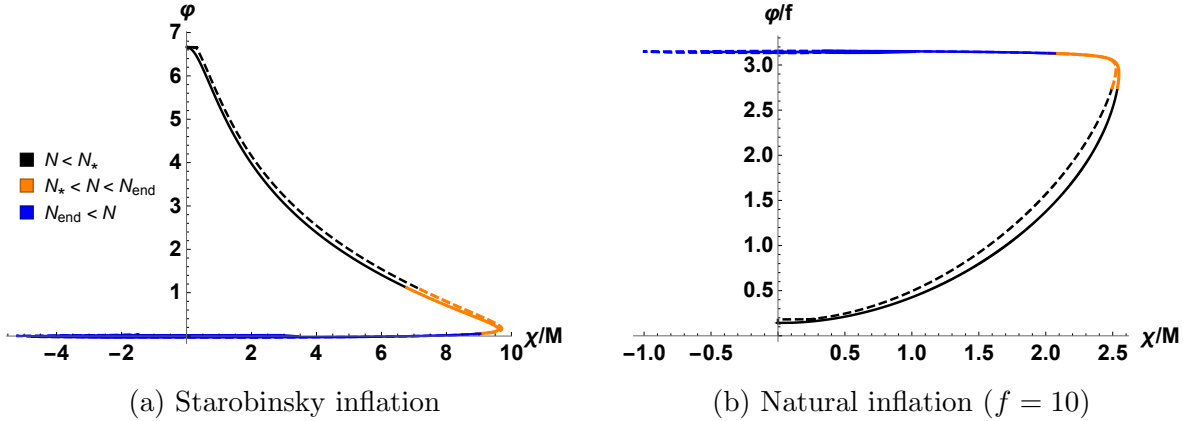 φ
7
6
5
4
3
2
1
−4 −2 2 4 6 8 10 χ/M
N < N*
N* < N < Nend
Nend < N
(a) Starobinsky inflation
φ/f
3.0
2.5
2.0
1.5
1.0
0.5
−1.0 −0.5 0.5 1.0 1.5 2.0 2.5 χ/M
(b) Natural inflation (f = 10)